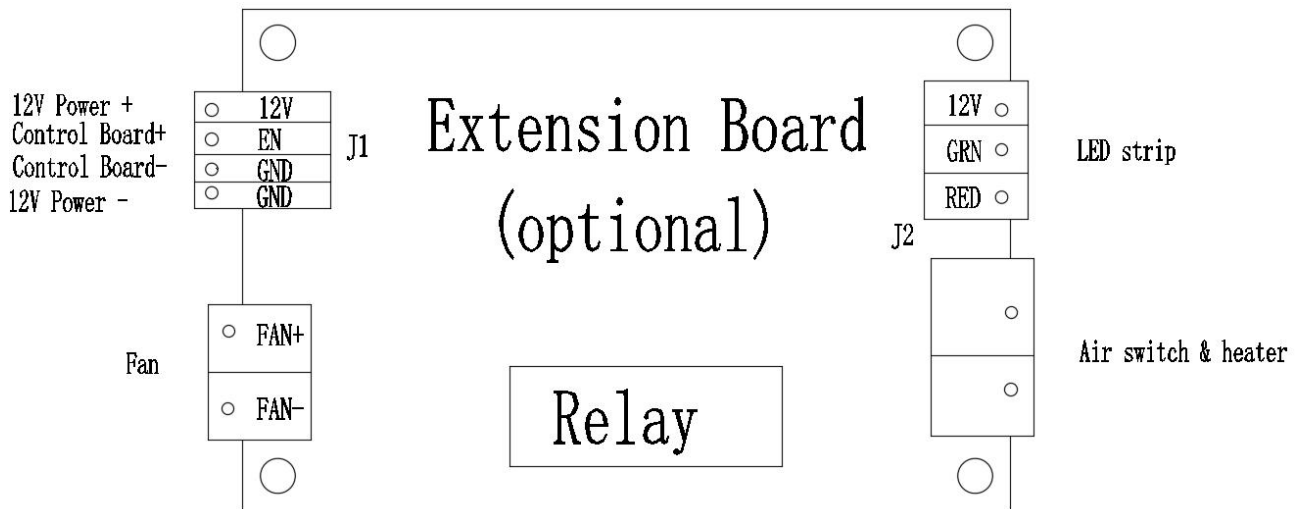 12V Power +
Control Board+
Control Board-
12V Power -
12V
EN
GND
GND
J1
Extension Board
(optional)
12V
GRN
RED
J2
LED strip
Fan
FAN+
FAN-
Relay
Air switch & heater